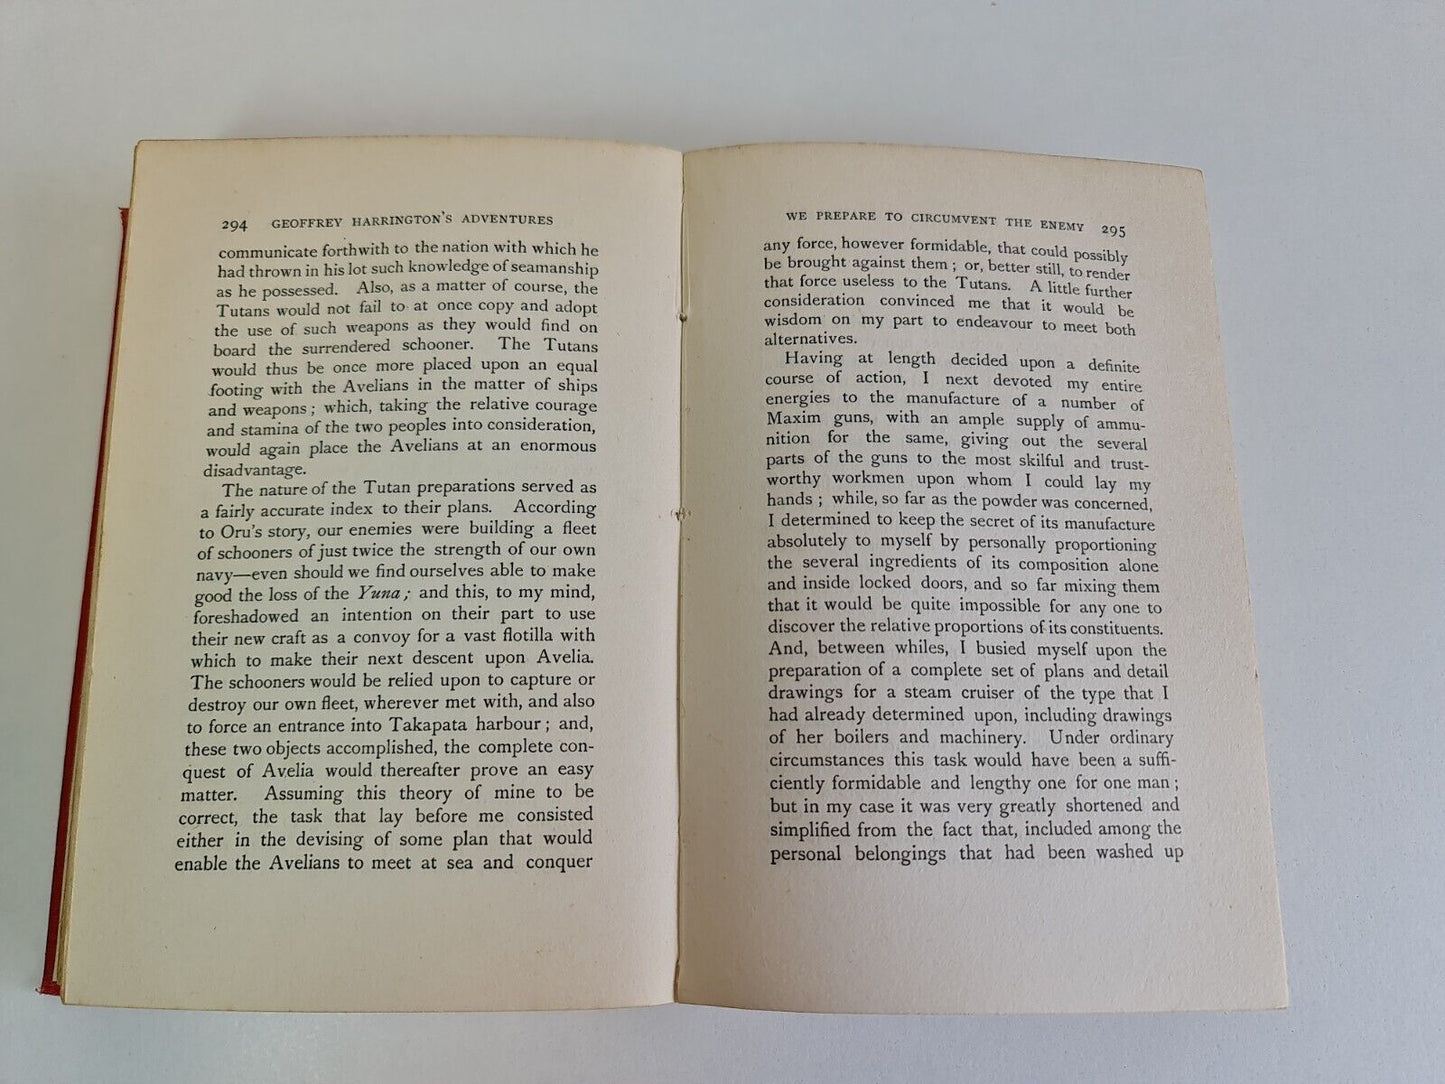 294 GEOFFREY HARRINGTON'S ADVENTURES
communicate forthwith to the nation with which he
had thrown in his lot such knowledge of seamanship
as he possessed. Also, as a matter of course, the
Tutans would not fail to at once copy and adopt
the use of such weapons as they would find on
board the surrendered schooner. The Tutans
would thus be once more placed upon an equal
footing with the Avelians in the matter of ships
and weapons; which, taking the relative courage
and stamina of the two peoples into consideration,
would again place the Avelians at an enormous
disadvantage.
The nature of the Tutan preparations served as
a fairly accurate index to their plans. According
to Oru's story, our enemies were building a fleet
of schooners of just twice the strength of our own
navy—even should we find ourselves able to make
good the loss of the Yuna; and this, to my mind,
foreshadowed an intention on their part to use
their new craft as a convoy for a vast flotilla with
which to make their next descent upon Avelia.
The schooners would be relied upon to capture or
destroy our own fleet, wherever met with, and also
to force an entrance into Takapata harbour; and,
these two objects accomplished, the complete con-
quest of Avelia would thereafter prove an easy
matter. Assuming this theory of mine to be
correct, the task that lay before me consisted
either in the devising of some plan that would
enable the Avelians to meet at sea and conquer
WE PREPARE TO CIRCUMVENT THE ENEMY 295
any force, however formidable, that could possibly
be brought against them; or, better still, to render
that force useless to the Tutans. A little further
consideration convinced me that it would be
wisdom on my part to endeavour to meet both
alternatives.
Having at length decided upon a definite
course of action, I next devoted my entire
energies to the manufacture of a number of
Maxim guns, with an ample supply of ammu-
nition for the same, giving out the several
parts of the guns to the most skilful and trust-
worthy workmen upon whom I could lay my
hands; while, so far as the powder was concerned,
I determined to keep the secret of its manufacture
absolutely to myself by personally proportioning
the several ingredients of its composition alone
and inside locked doors, and so far mixing them
that it would be quite impossible for any one to
discover the relative proportions of its constituents.
And, between whiles, I busied myself upon the
preparation of a complete set of plans and detail
drawings for a steam cruiser of the type that I
had already determined upon, including drawings
of her boilers and machinery. Under ordinary
circumstances this task would have been a suffi-
ciently formidable and lengthy one for one man;
but in my case it was very greatly shortened and
simplified from the fact that, included among the
personal belongings that had been washed up